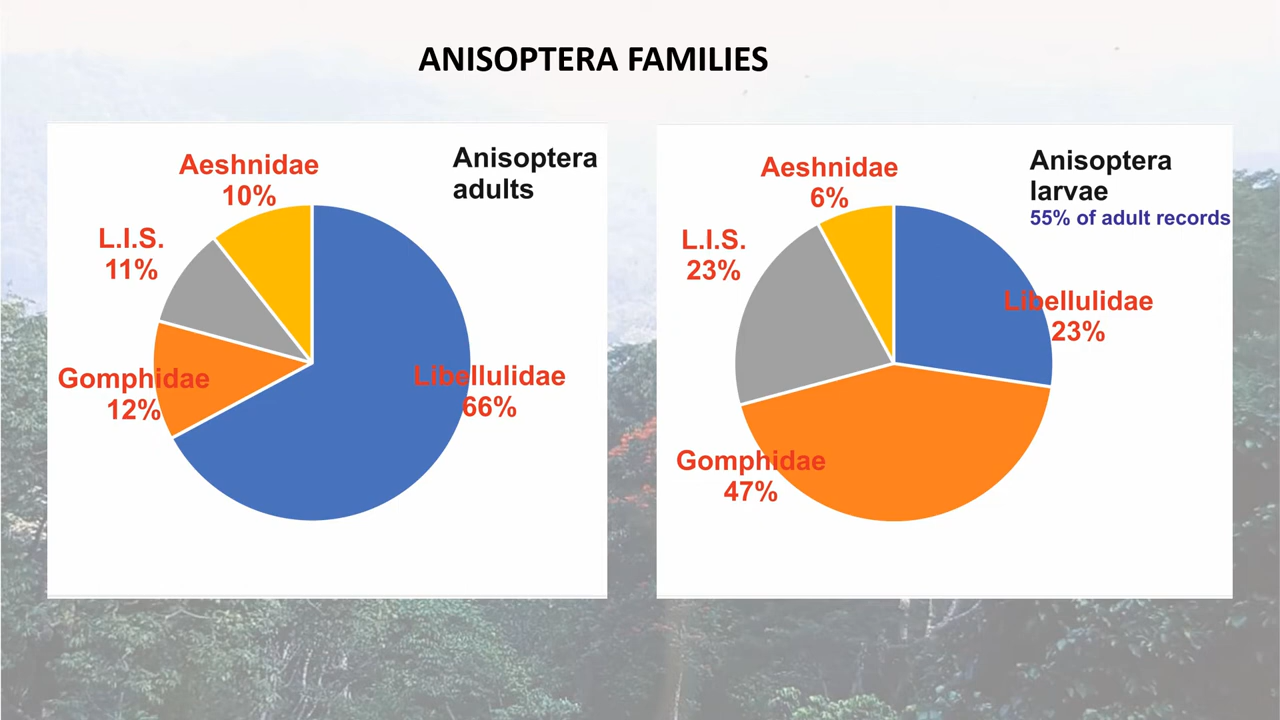 ANISOPTERA FAMILIES
Anisoptera
adults
Aeshnidae
10%
L.I.S.
11%
Gomphidae
12%
Libellulidae
66%
Anisoptera
larvae
55% of adult records
Aeshnidae
6%
L.I.S.
23%
Libellulidae
23%
Gomphidae
47%